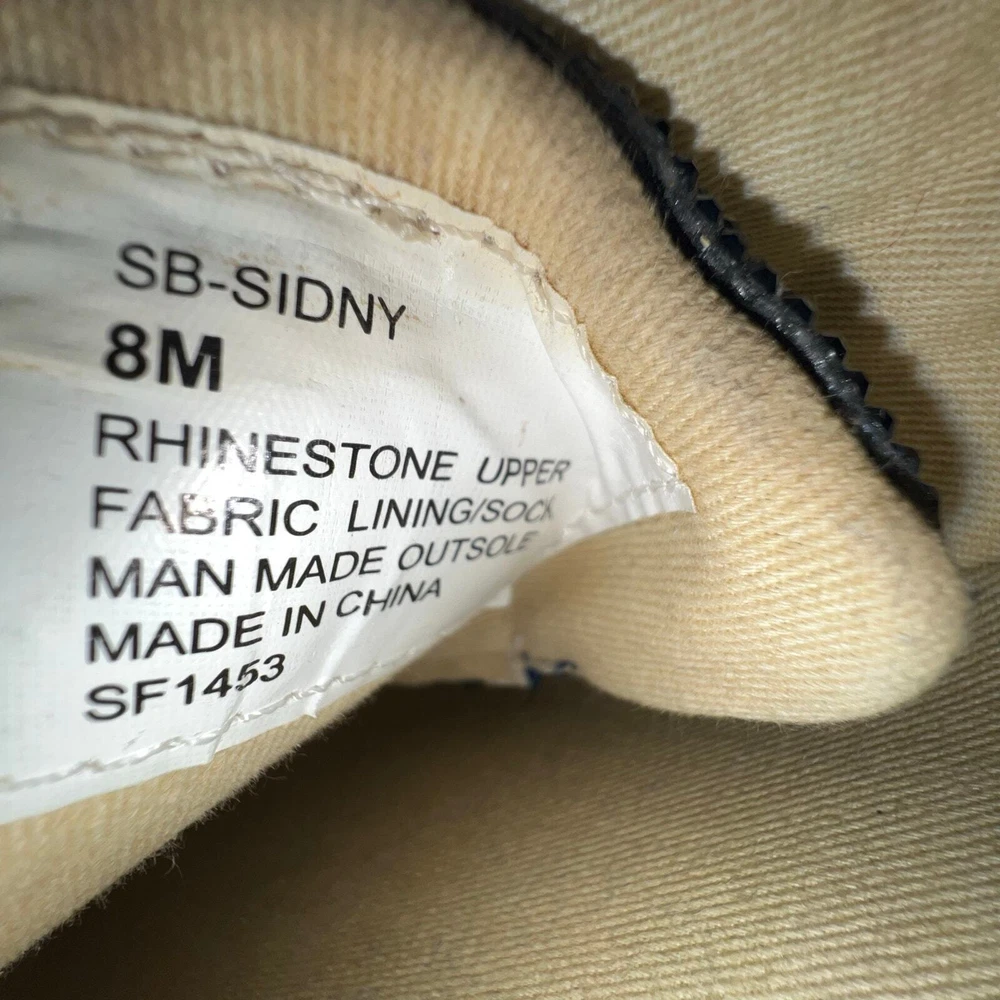 SB-SIDNY
8M
RHINESTONE UPPER
FABRIC LINING/SOCK
MAN MADE OUTSOLE
MADE IN CHINA
SF1453